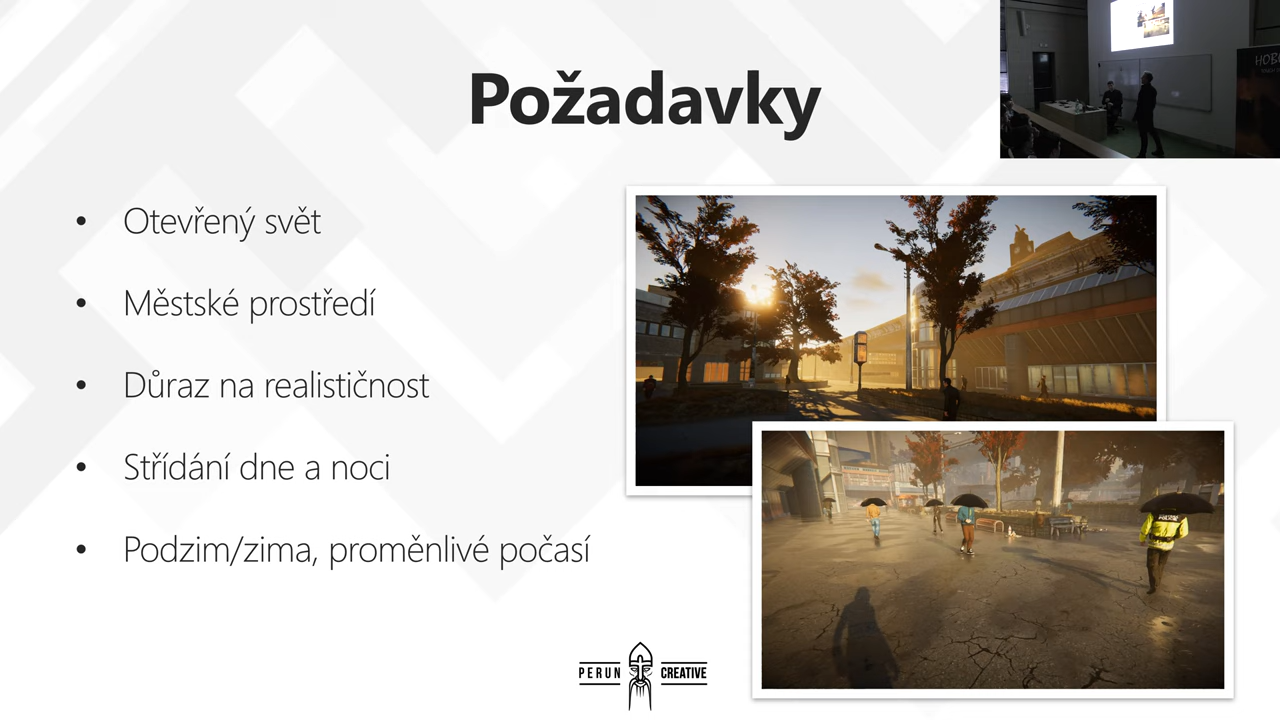 Požadavky
• Otevřený svět
• Městské prostředí
• Důraz na realističnost
• Střídání dne a noci
• Podzim/zima, proměnlivé počasí
PERUN CREATIVE